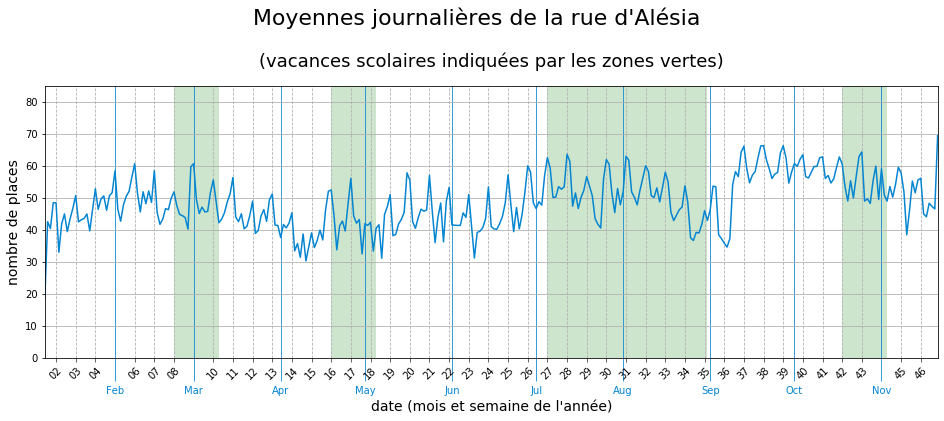 Moyennes journalières de la rue d'Alésia
(vacances scolaires indiquées par les zones vertes)
nombre de places
80
70
60
50
40
30
20
10
0
02 03 04 06 07 08 10 11 12 13 14 15 16 17 18 19 20 21 22 23 24 25 26 27 28 29 30 31 32 33 34 35 36 37 38 39 40 41 42 43 45 46
Feb Mar Apr May Jun Jul Aug Sep Oct Nov
date (mois et semaine de l'année)